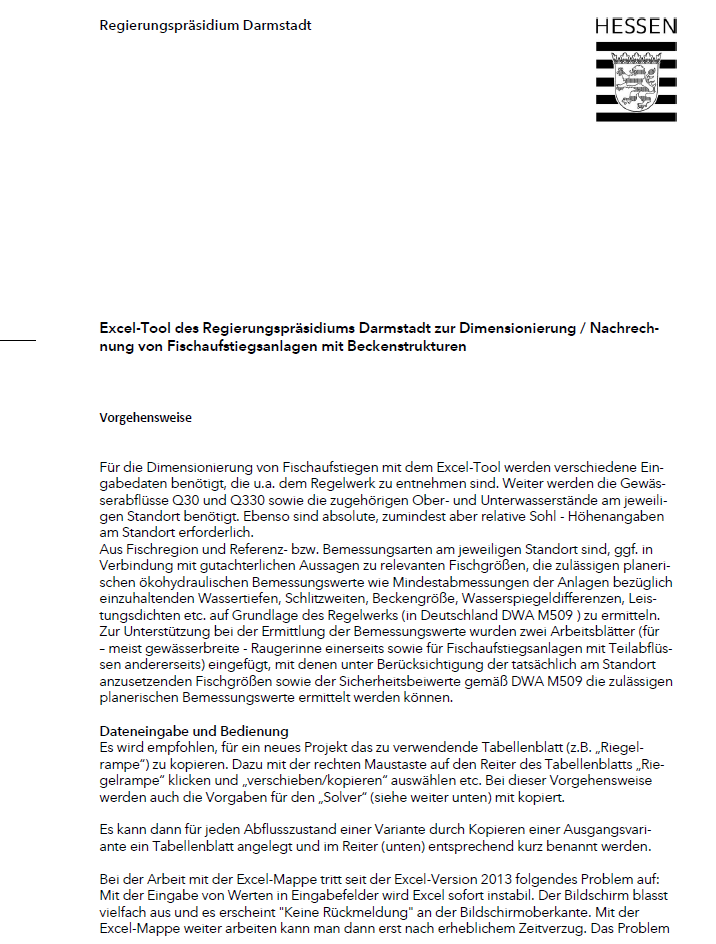 Regierungspräsidium Darmstadt
HESSEN
Excel-Tool des Regierungspräsidiums Darmstadt zur Dimensionierung / Nachrech-
nung von Fischaufstiegsanlagen mit Beckenstrukturen
Vorgehensweise
Für die Dimensionierung von Fischaufstiegen mit dem Excel-Tool werden verschiedene Ein-
gabedaten benötigt, die u.a. dem Regelwerk zu entnehmen sind. Weiter werden die Gewäs-
serabflüsse Q30 und Q330 sowie die zugehörigen Ober- und Unterwasserstände am jeweili-
gen Standort benötigt. Ebenso sind absolute, zumindest aber relative Sohl - Höhenangaben
am Standort erforderlich.
Aus Fischregion und Referenz- bzw. Bemessungsarten am jeweiligen Standort sind, ggf. in
Verbindung mit gutachterlichen Aussagen zu relevanten Fischgrößen, die zulässigen planeri-
schen ökohydraulischen Bemessungswerte wie Mindestabmessungen der Anlagen bezüglich
einzuhaltenden Wassertiefen, Schlitzweiten, Beckengröße, Wasserspiegeldifferenzen, Leis-
tungsdichten etc. auf Grundlage des Regelwerks (in Deutschland DWA M509 ) zu ermitteln.
Zur Unterstützung bei der Ermittlung der Bemessungswerte wurden zwei Arbeitsblätter (für
– meist gewässerbreite - Raugerinne einerseits sowie für Fischaufstiegsanlagen mit Teilabflüs-
sen andererseits) eingefügt, mit denen unter Berücksichtigung der tatsächlich am Standort
anzusetzenden Fischgrößen sowie der Sicherheitsbeiwerte gemäß DWA M509 die zulässigen
planerischen Bemessungswerte ermittelt werden können.
Dateneingabe und Bedienung
Es wird empfohlen, für ein neues Projekt das zu verwendende Tabellenblatt (z.B. „Riegel-
rampe“) zu kopieren. Dazu mit der rechten Maustaste auf den Reiter des Tabellenblatts „Rie-
gelrampe“ klicken und „verschieben/kopieren“ auswählen etc. Bei dieser Vorgehensweise
werden auch die Vorgaben für den „Solver“ (siehe weiter unten) mit kopiert.
Es kann dann für jeden Abflusszustand einer Variante durch Kopieren einer Ausgangsvari-
ante ein Tabellenblatt angelegt und im Reiter (unten) entsprechend kurz benannt werden.
Bei der Arbeit mit der Excel-Mappe tritt seit der Excel-Version 2013 folgendes Problem auf:
Mit der Eingabe von Werten in Eingabefelder wird Excel sofort instabil. Der Bildschirm blasst
vielfach aus und es erscheint "Keine Rückmeldung" an der Bildschirmoberkante. Mit der
Excel-Mappe weiter arbeiten kann man dann erst nach erheblichem Zeitverzug. Das Problem